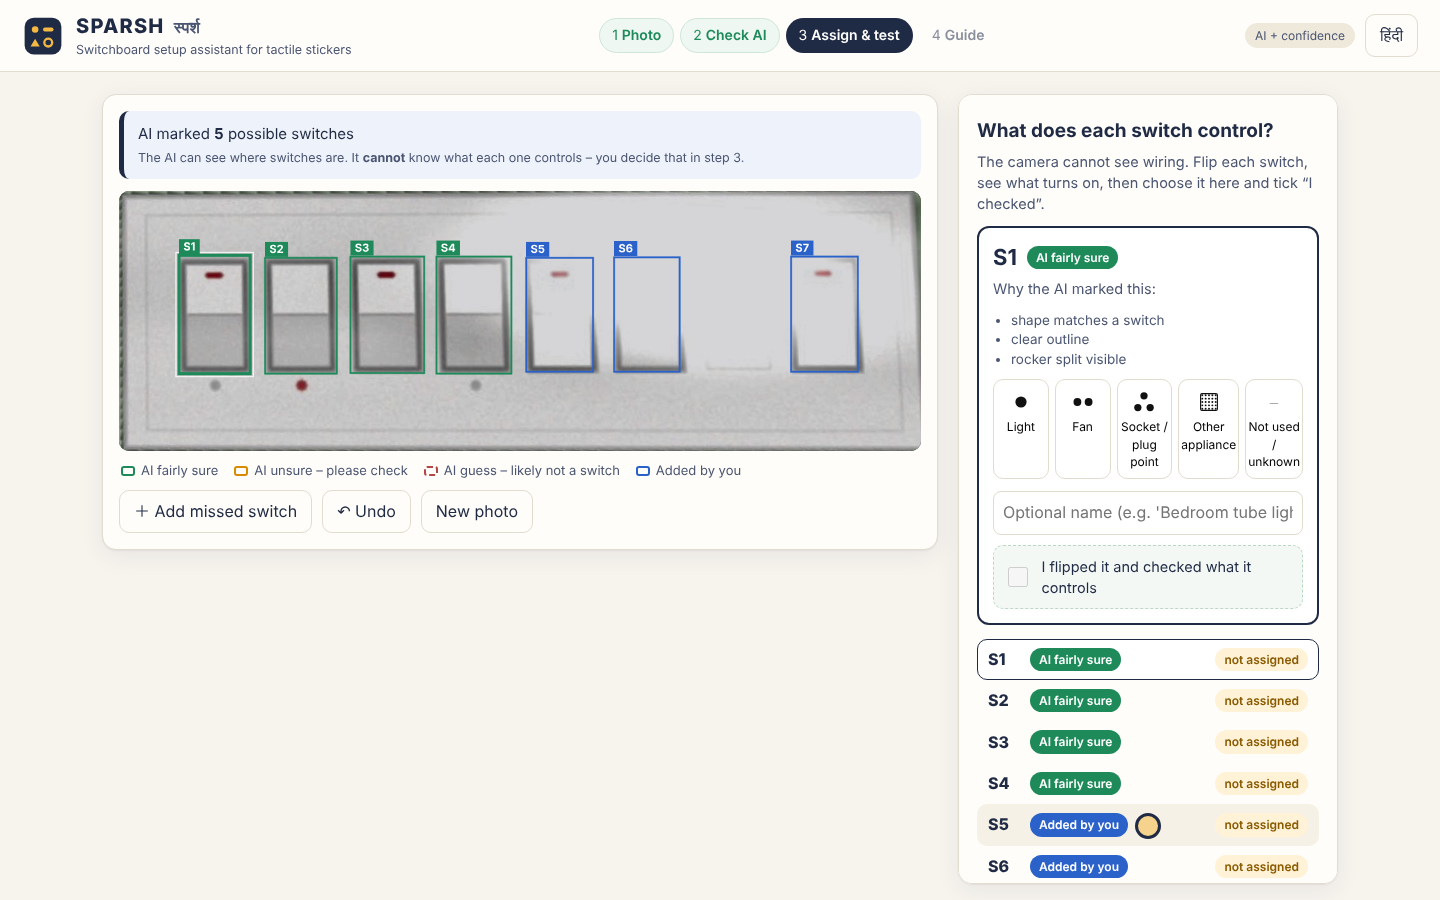 SPARSH स्पर्श
Switchboard setup assistant for tactile stickers
1 Photo
2 Check AI
3 Assign & test
4 Guide
AI + confidence
हिंदी
AI marked 5 possible switches
The AI can see where switches are. It cannot know what each one controls – you decide that in step 3.
S1
S2
S3
S4
S5
S6
S7
AI fairly sure
AI unsure – please check
AI guess – likely not a switch
Added by you
+ Add missed switch
↶ Undo
New photo
What does each switch control?
The camera cannot see wiring. Flip each switch,
see what turns on, then choose it here and tick “I
checked”.
S1 AI fairly sure
Why the AI marked this:
• shape matches a switch
• clear outline
• rocker split visible
Light
Fan
Socket /
plug
point
Other
appliance
–
Not used
/
unknown
Optional name (e.g. 'Bedroom tube ligh
I flipped it and checked what it
controls
S1 AI fairly sure not assigned
S2 AI fairly sure not assigned
S3 AI fairly sure not assigned
S4 AI fairly sure not assigned
S5 Added by you not assigned
S6 Added by you not assigned